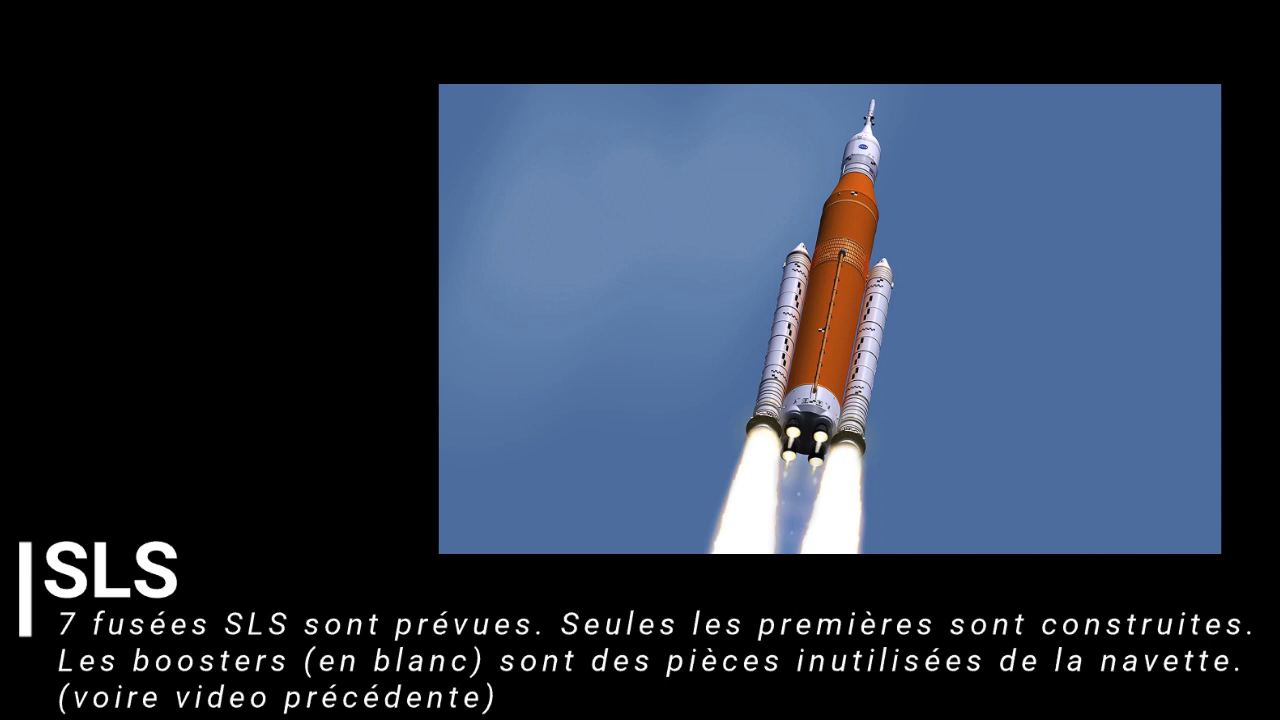 SLS
7 fusées SLS sont prévues. Seules les premières sont construites.
Les boosters (en blanc) sont des pièces inutilisées de la navette.
(voire video précédente)